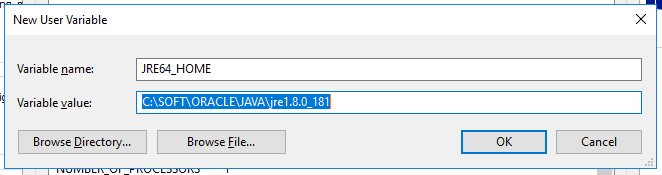 New User Variable
Variable name:
JRE64_HOME
Variable value:
C:\SOFT\ORACLE\JAVA\jre1.8.0_181
Browse Directory...
Browse File...
OK
Cancel
NUMBER_OF_PROCESSORS